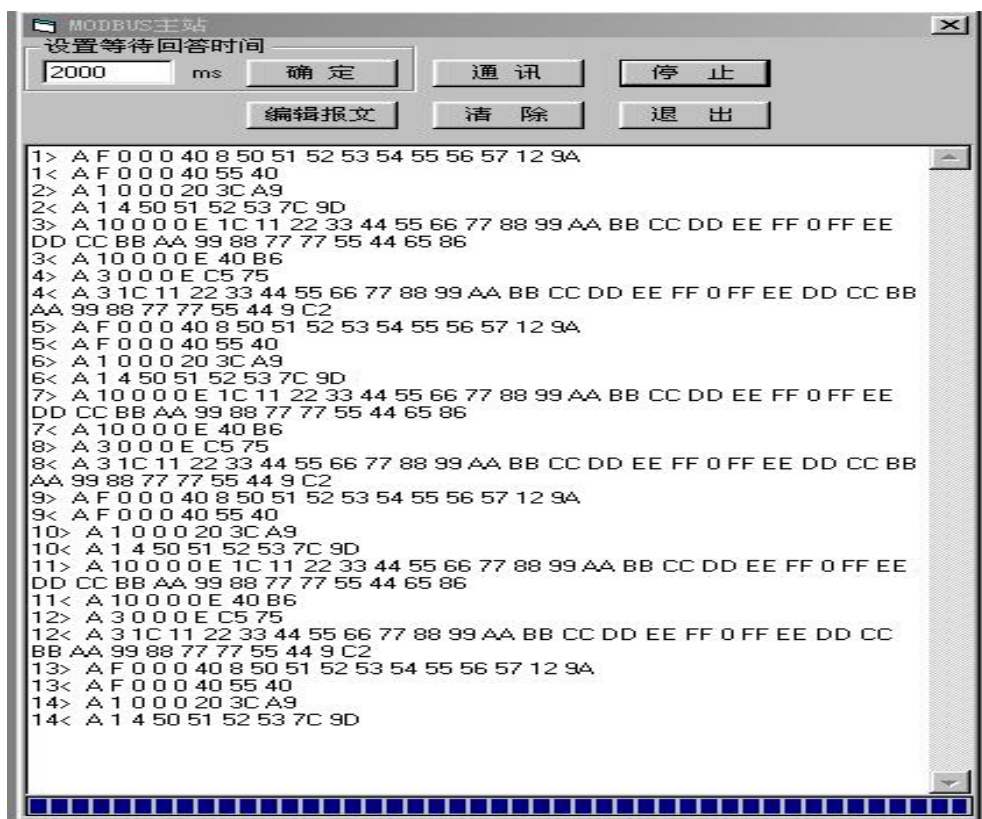 MODBUS主站
设置等待回答时间
2000 ms 确 定 通 讯 停 止
编辑报文 清 除 退 出
1> A F 0 0 0 40 8 50 51 52 53 54 55 56 57 12 9A
1< A F 0 0 0 40 55 40
2> A 1 0 0 0 20 3C A9
2< A 1 4 50 51 52 53 7C 9D
3> A 10 0 0 0 E 1C 11 22 33 44 55 66 77 88 99 AA BB CC DD EE FF 0 FF EE
DD CC BB AA 99 88 77 77 55 44 65 86
3< A 10 0 0 0 E 40 B6
4> A 3 0 0 0 E C5 75
4< A 3 1C 11 22 33 44 55 66 77 88 99 AA BB CC DD EE FF 0 FF EE DD CC BB
AA 99 88 77 77 55 44 9 C2
5> A F 0 0 0 40 8 50 51 52 53 54 55 56 57 12 9A
5< A F 0 0 0 40 55 40
6> A 1 0 0 0 20 3C A9
6< A 1 4 50 51 52 53 7C 9D
7> A 10 0 0 0 E 1C 11 22 33 44 55 66 77 88 99 AA BB CC DD EE FF 0 FF EE
DD CC BB AA 99 88 77 77 55 44 65 86
7< A 10 0 0 0 E 40 B6
8> A 3 0 0 0 E C5 75
8< A 3 1C 11 22 33 44 55 66 77 88 99 AA BB CC DD EE FF 0 FF EE DD CC BB
AA 99 88 77 77 55 44 9 C2
9> A F 0 0 0 40 8 50 51 52 53 54 55 56 57 12 9A
9< A F 0 0 0 40 55 40
10> A 1 0 0 0 20 3C A9
10< A 1 4 50 51 52 53 7C 9D
11> A 10 0 0 0 E 1C 11 22 33 44 55 66 77 88 99 AA BB CC DD EE FF 0 FF EE
DD CC BB AA 99 88 77 77 55 44 65 86
11< A 10 0 0 0 E 40 B6
12> A 3 0 0 0 E C5 75
12< A 3 1C 11 22 33 44 55 66 77 88 99 AA BB CC DD EE FF 0 FF EE DD CC
BB AA 99 88 77 77 55 44 9 C2
13> A F 0 0 0 40 8 50 51 52 53 54 55 56 57 12 9A
13< A F 0 0 0 40 55 40
14> A 1 0 0 0 20 3C A9
14< A 1 4 50 51 52 53 7C 9D